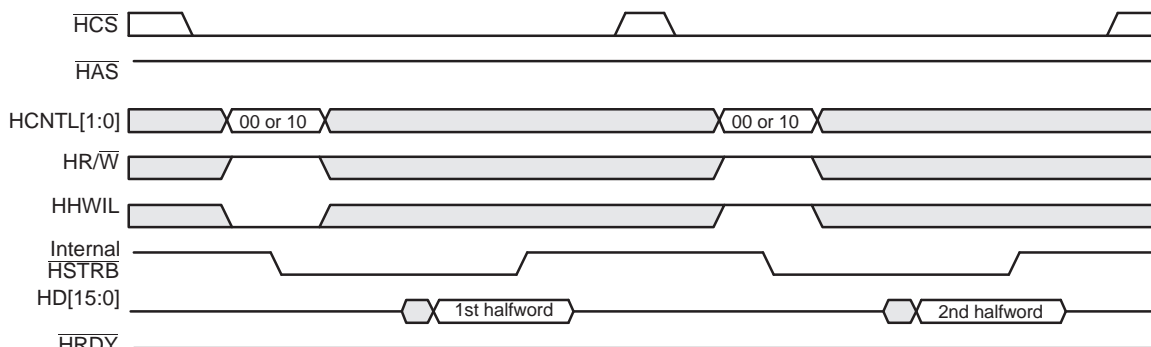 HCS
HAS
HCNTL[1:0] 00 or 10 00 or 10
HR/W
HHWIL
Internal
HSTRB
HD[15:0] 1st halfword 2nd halfword
HRDY